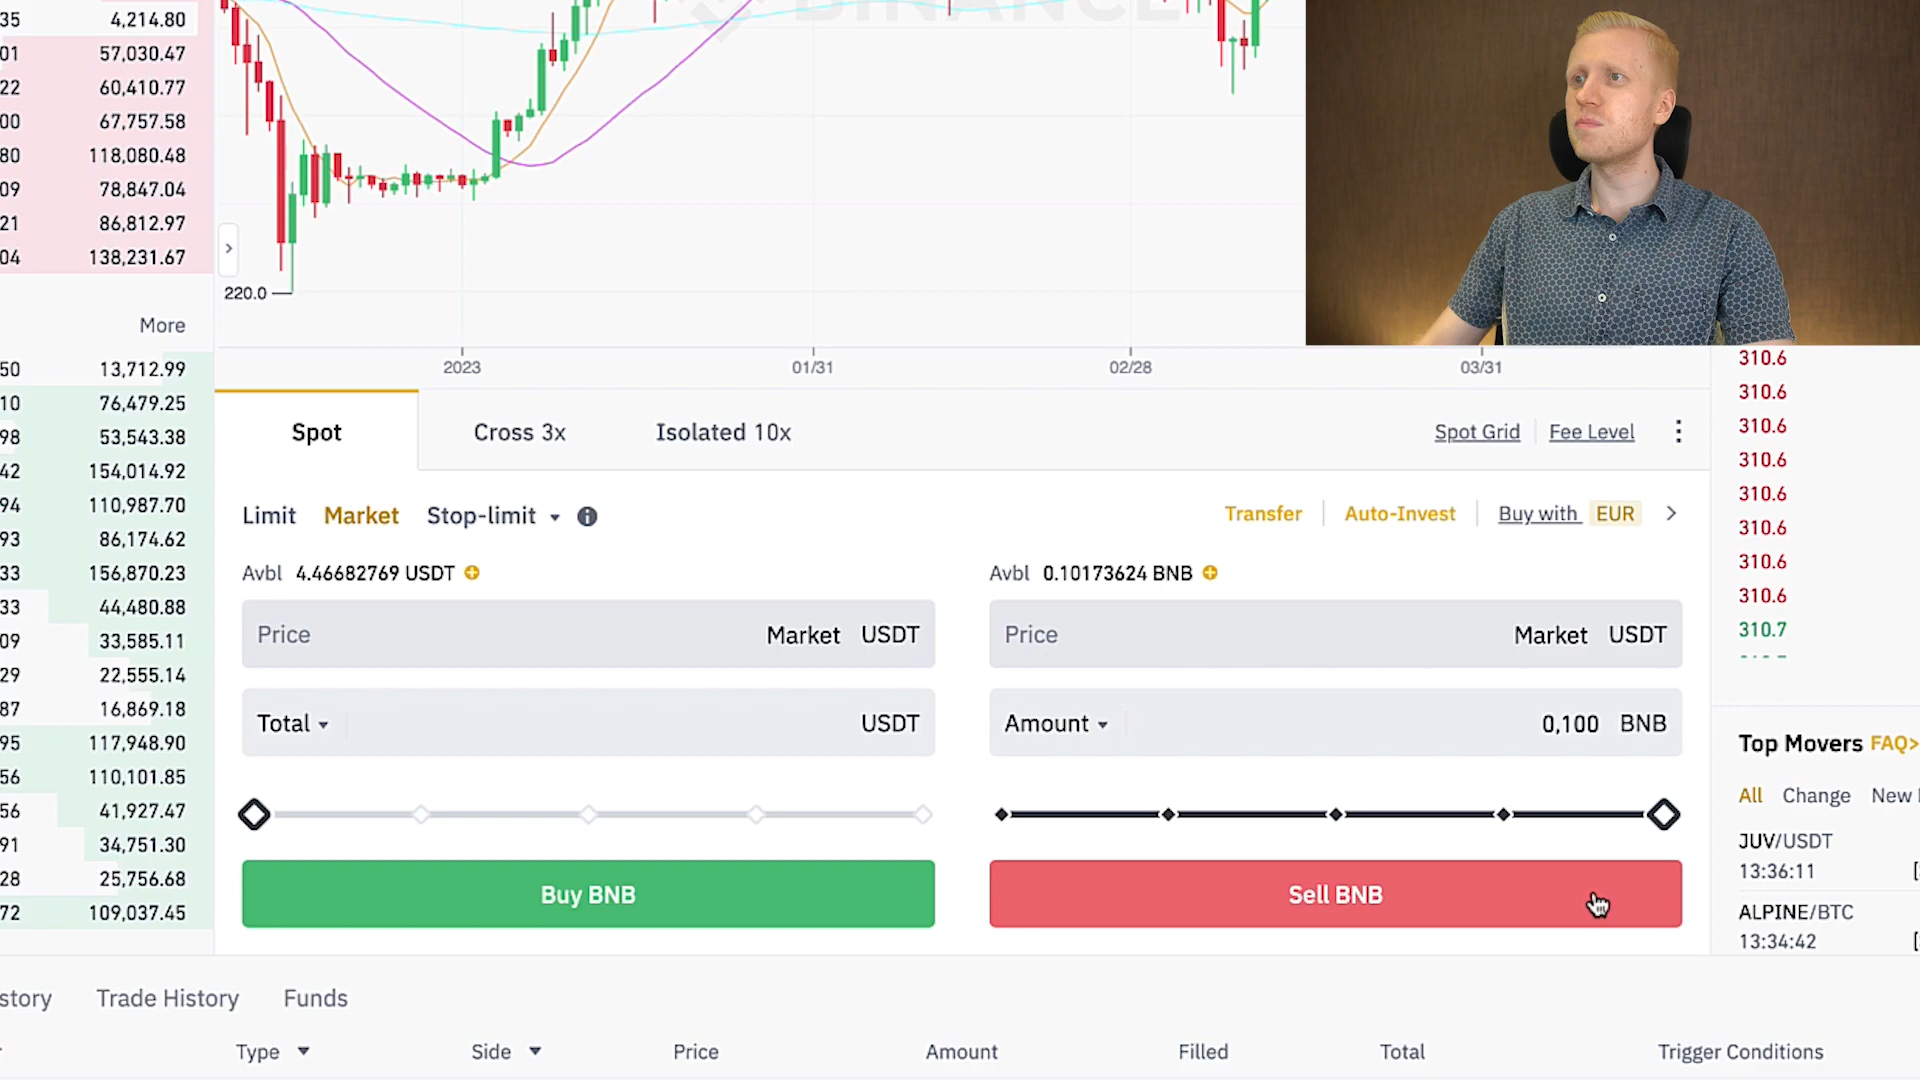 35 4,214.80
01 57,030.47
22 60,410.77
00 67,757.58
80 118,080.48
09 78,847.04
21 86,812.97
04 138,231.67
More
50 13,712.99
10 76,479.25
98 53,543.38
42 154,014.92
94 110,987.70
93 86,174.62
33 156,870.23
33 44,480.88
09 33,585.11
29 22,555.14
87 16,869.18
95 117,948.90
56 110,101.85
56 41,927.47
91 34,751.30
28 25,756.68
72 109,037.45
BINANCE
220.0
2023 01/31 02/28 03/31
Spot Cross 3x Isolated 10x Spot Grid Fee Level
Limit Market Stop-limit Transfer Auto-Invest Buy with EUR
Avbl 4.46682769 USDT
Price Market USDT
Total USDT
Buy BNB
Avbl 0.10173624 BNB
Price Market USDT
Amount 0,100 BNB
Sell BNB
310.6
310.6
310.6
310.6
310.6
310.6
310.6
310.6
310.7
Top Movers FAQ>
All Change New
JUV/USDT
13:36:11
ALPINE/BTC
13:34:42
story Trade History Funds
Type Side Price Amount Filled Total Trigger Conditions